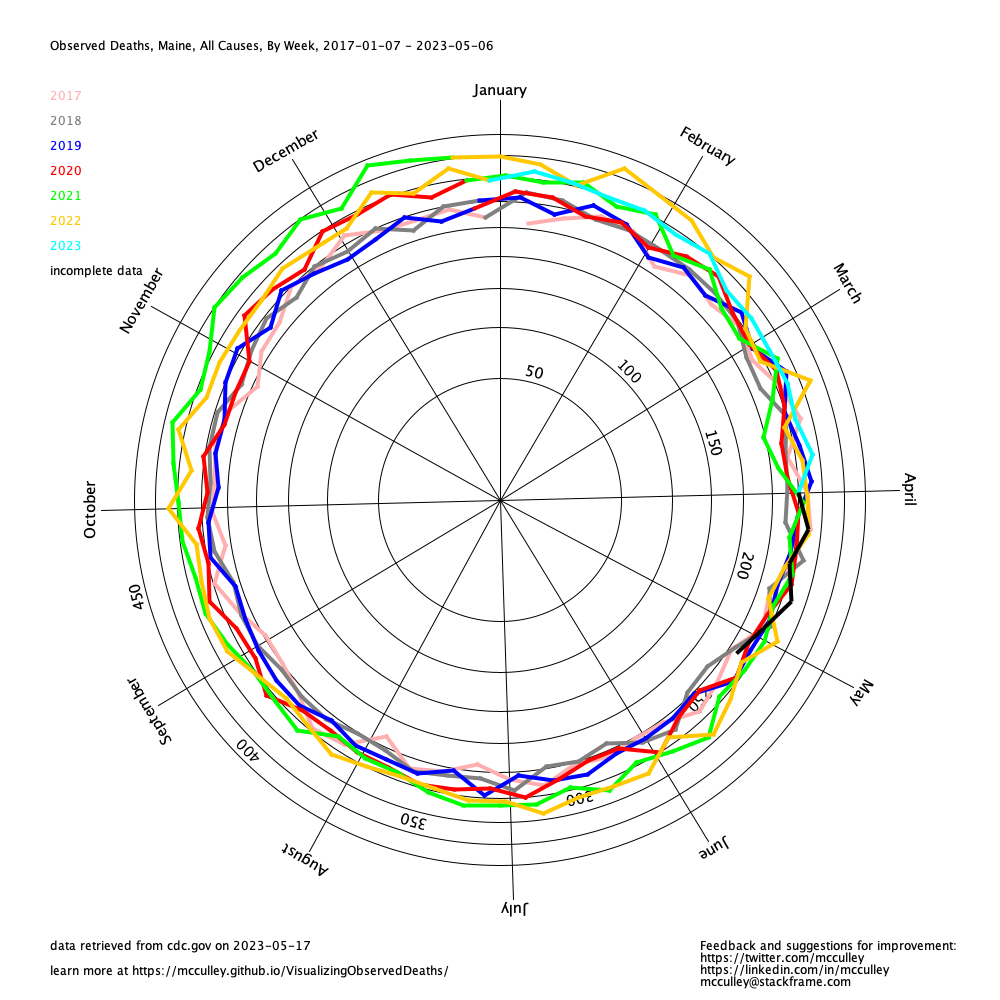 Observed Deaths, Maine, All Causes, By Week, 2017-01-07 - 2023-05-06
January
2017
2018
2019
2020
2021
2022
2023
incomplete data
December
February
November
March
50
100
150
October
April
200
450
250
September
May
400
300
350
August
June
July
data retrieved from cdc.gov on 2023-05-17
learn more at https://mcculley.github.io/VisualizingObservedDeaths/
Feedback and suggestions for improvement:
https://twitter.com/mcculley
https://linkedin.com/in/mcculley
mcculley@stackframe.com